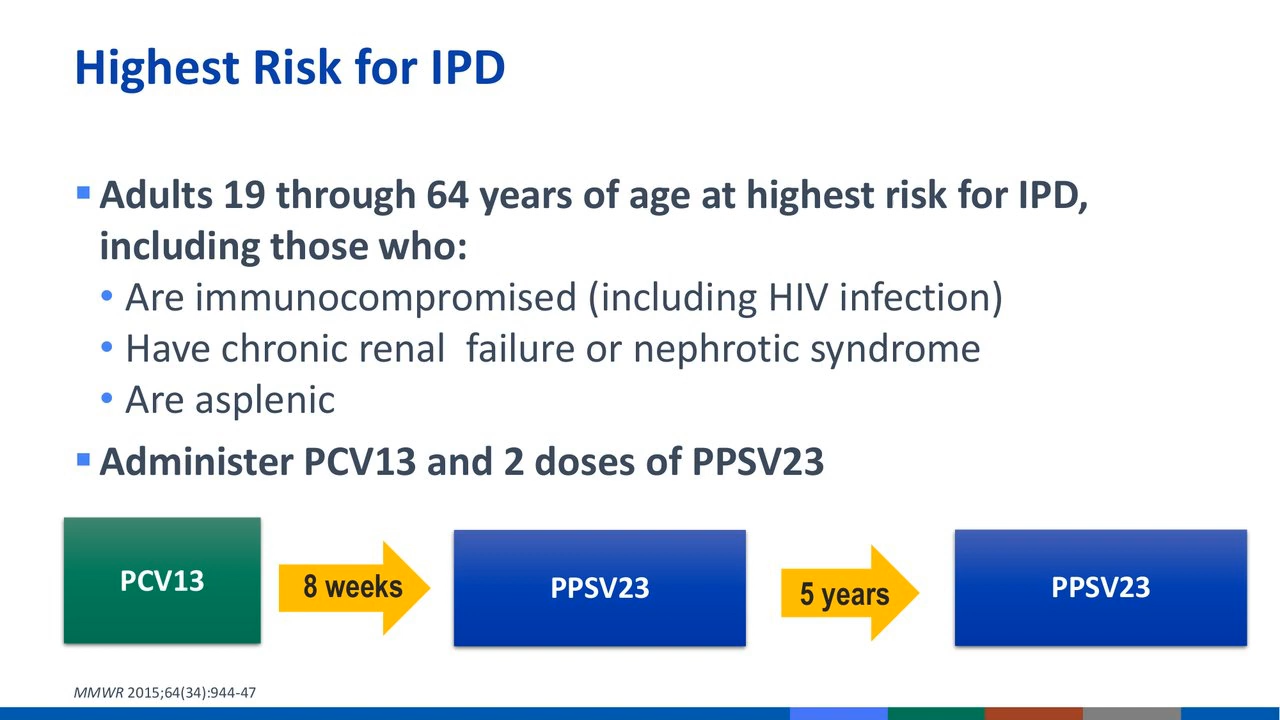 Highest Risk for IPD
Adults 19 through 64 years of age at highest risk for IPD,
including those who:
Are immunocompromised (including HIV infection)
Have chronic renal  failure or nephrotic syndrome
Are asplenic
Administer PCV13 and 2 doses of PPSV23
PCV13
8 weeks
PPSV23
5 years
PPSV23
MMWR 2015;64(34):944-47